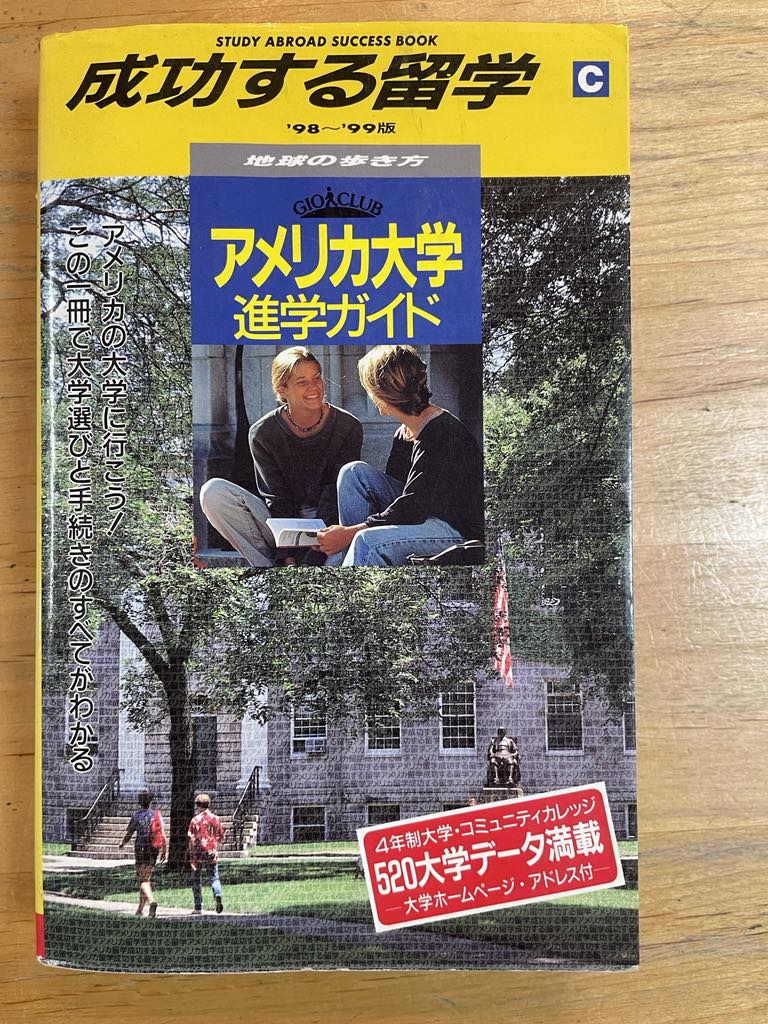 STUDY ABROAD SUCCESS BOOK
成功する留学
C
'98〜'99版
地球の歩き方
GIO CLUB
アメリカ大学
進学ガイド
アメリカの大学に行こう!
この一冊で大学選びと手続きのすべてがわかる
4年制大学・コミュニティカレッジ
520大学データ満載
—大学ホームページ・アドレス付—